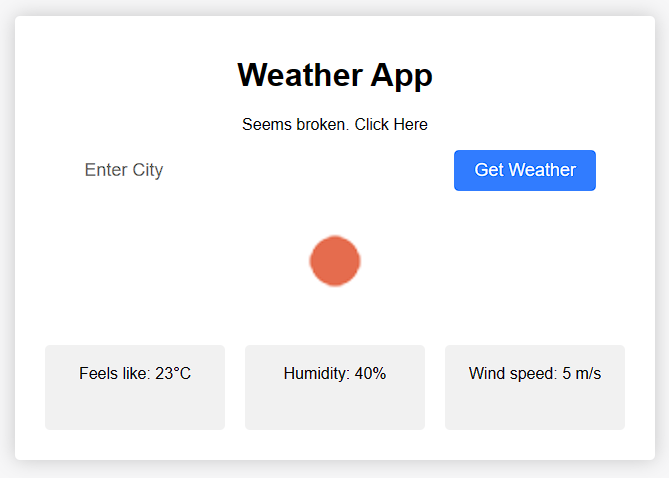 Weather App
Seems broken. Click Here
Enter City
Get Weather
Feels like: 23°C
Humidity: 40%
Wind speed: 5 m/s